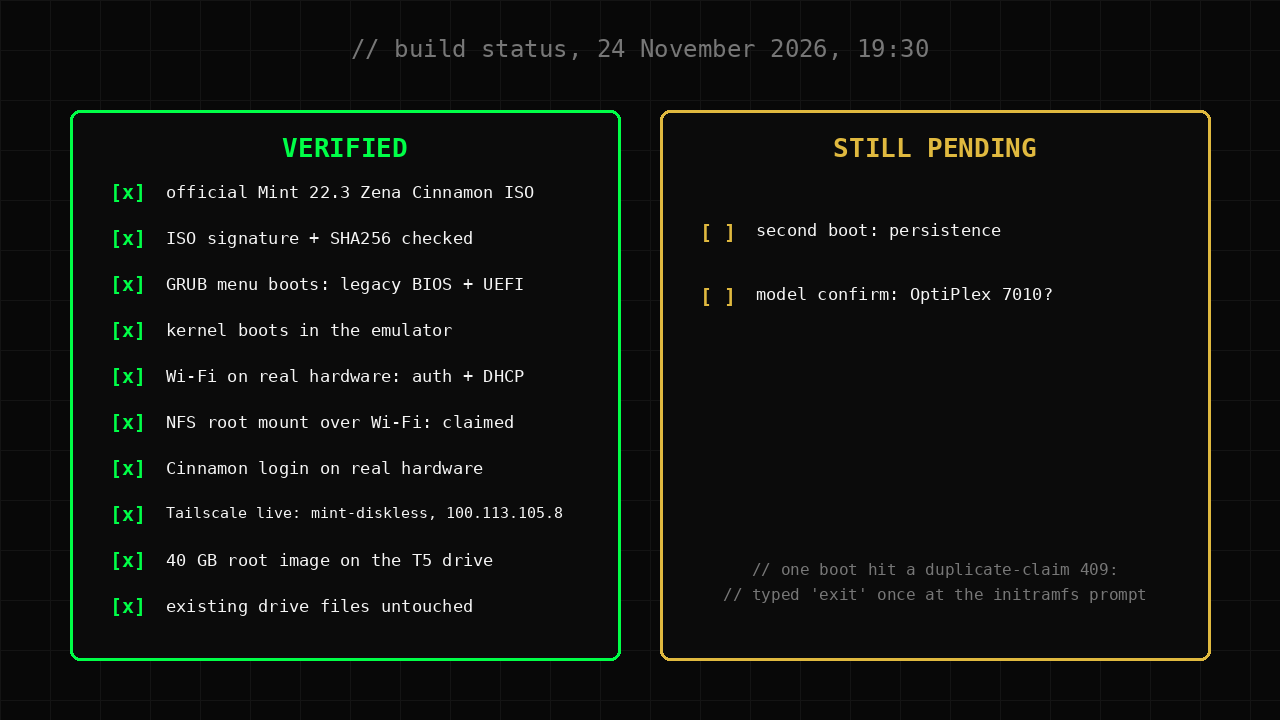 // build status, 24 November 2026, 19:30
VERIFIED
[x] official Mint 22.3 Zena Cinnamon ISO
[x] ISO signature + SHA256 checked
[x] GRUB menu boots: legacy BIOS + UEFI
[x] kernel boots in the emulator
[x] Wi-Fi on real hardware: auth + DHCP
[x] NFS root mount over Wi-Fi: claimed
[x] Cinnamon login on real hardware
[x] Tailscale live: mint-diskless, 100.113.105.8
[x] 40 GB root image on the T5 drive
[x] existing drive files untouched
STILL PENDING
[ ] second boot: persistence
[ ] model confirm: OptiPlex 7010?
// one boot hit a duplicate-claim 409:
// typed 'exit' once at the initramfs prompt